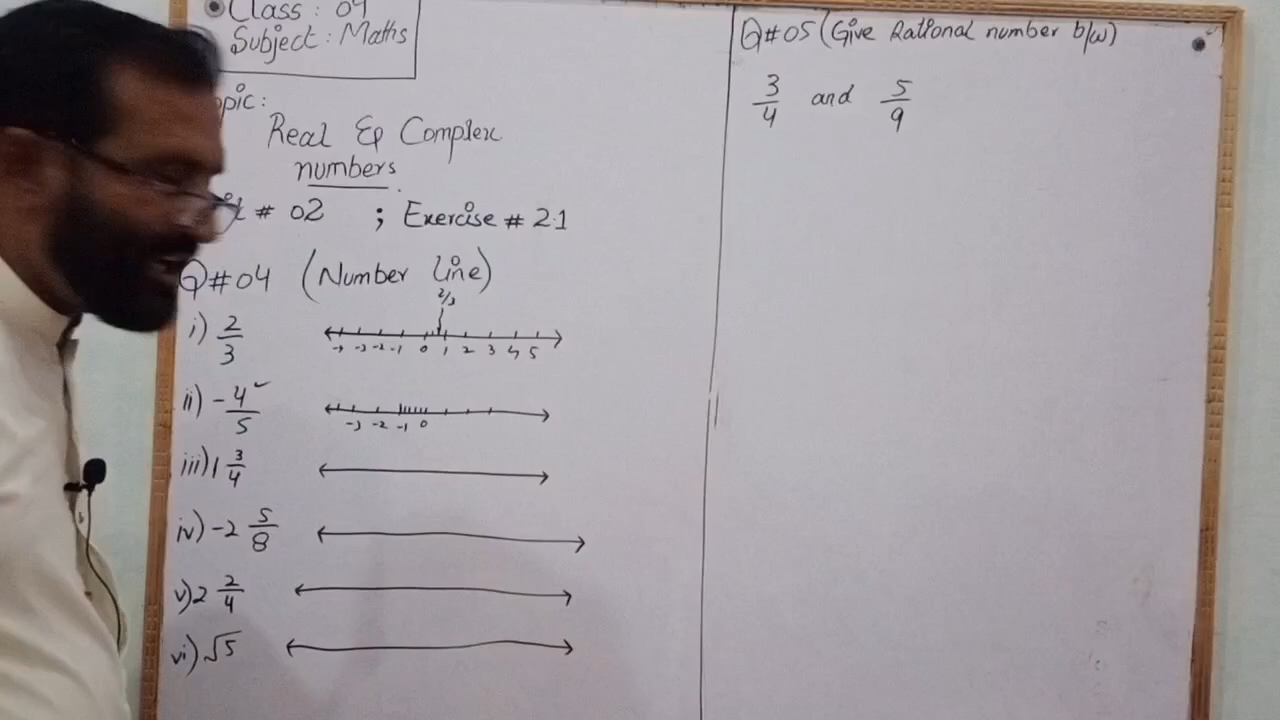 Class : 04
Subject : Maths
Real & Complex
numbers
# 02 ; Exercise # 2.1
Q# 04 (Number line)
i) 2/3
2/3
-3 -2 -1 0 1 2 3 4 5
ii) -4/5
-3 -2 -1 0
iii) 1 3/4
iv) -2 5/8
v) 2 2/4
vi) √5
Q# 05 (Give Rational number b/w)
3/4 and 5/9